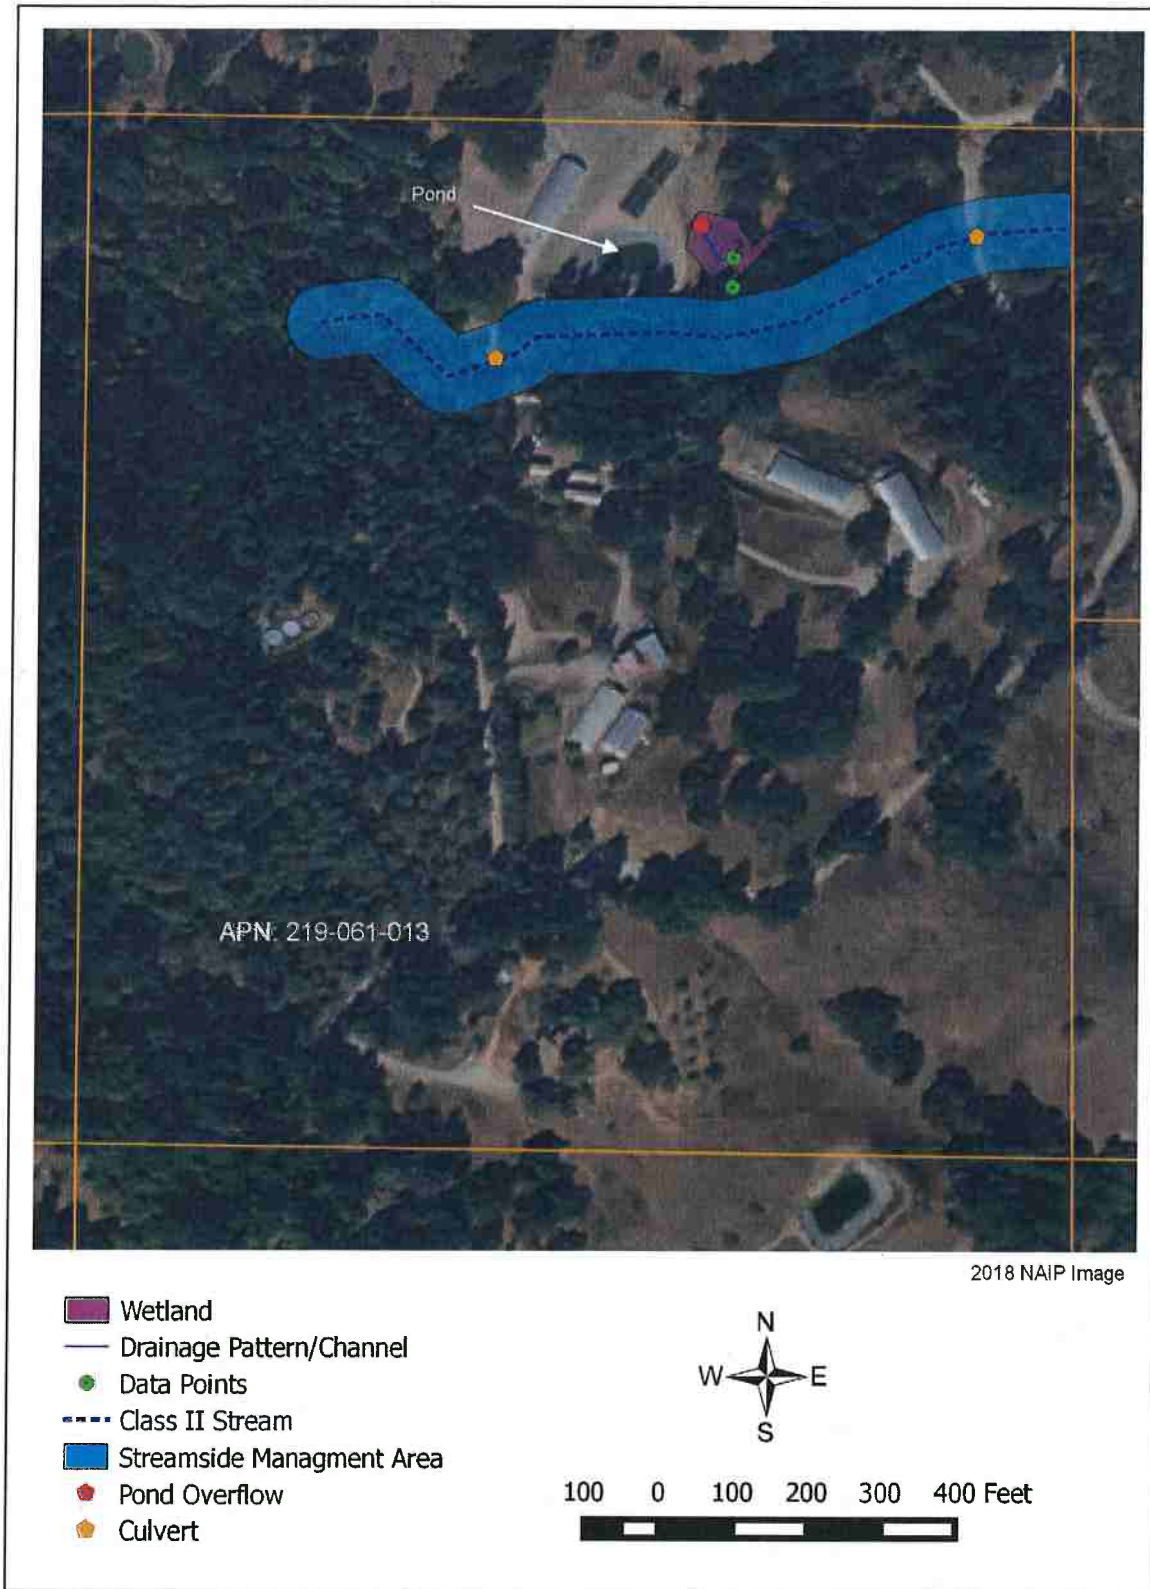 Pond
APN: 219-061-013
2018 NAIP Image
Wetland
Drainage Pattern/Channel
Data Points
Class II Stream
Streamside Managment Area
Pond Overflow
Culvert
N
W E
S
100 0 100 200 300 400 Feet